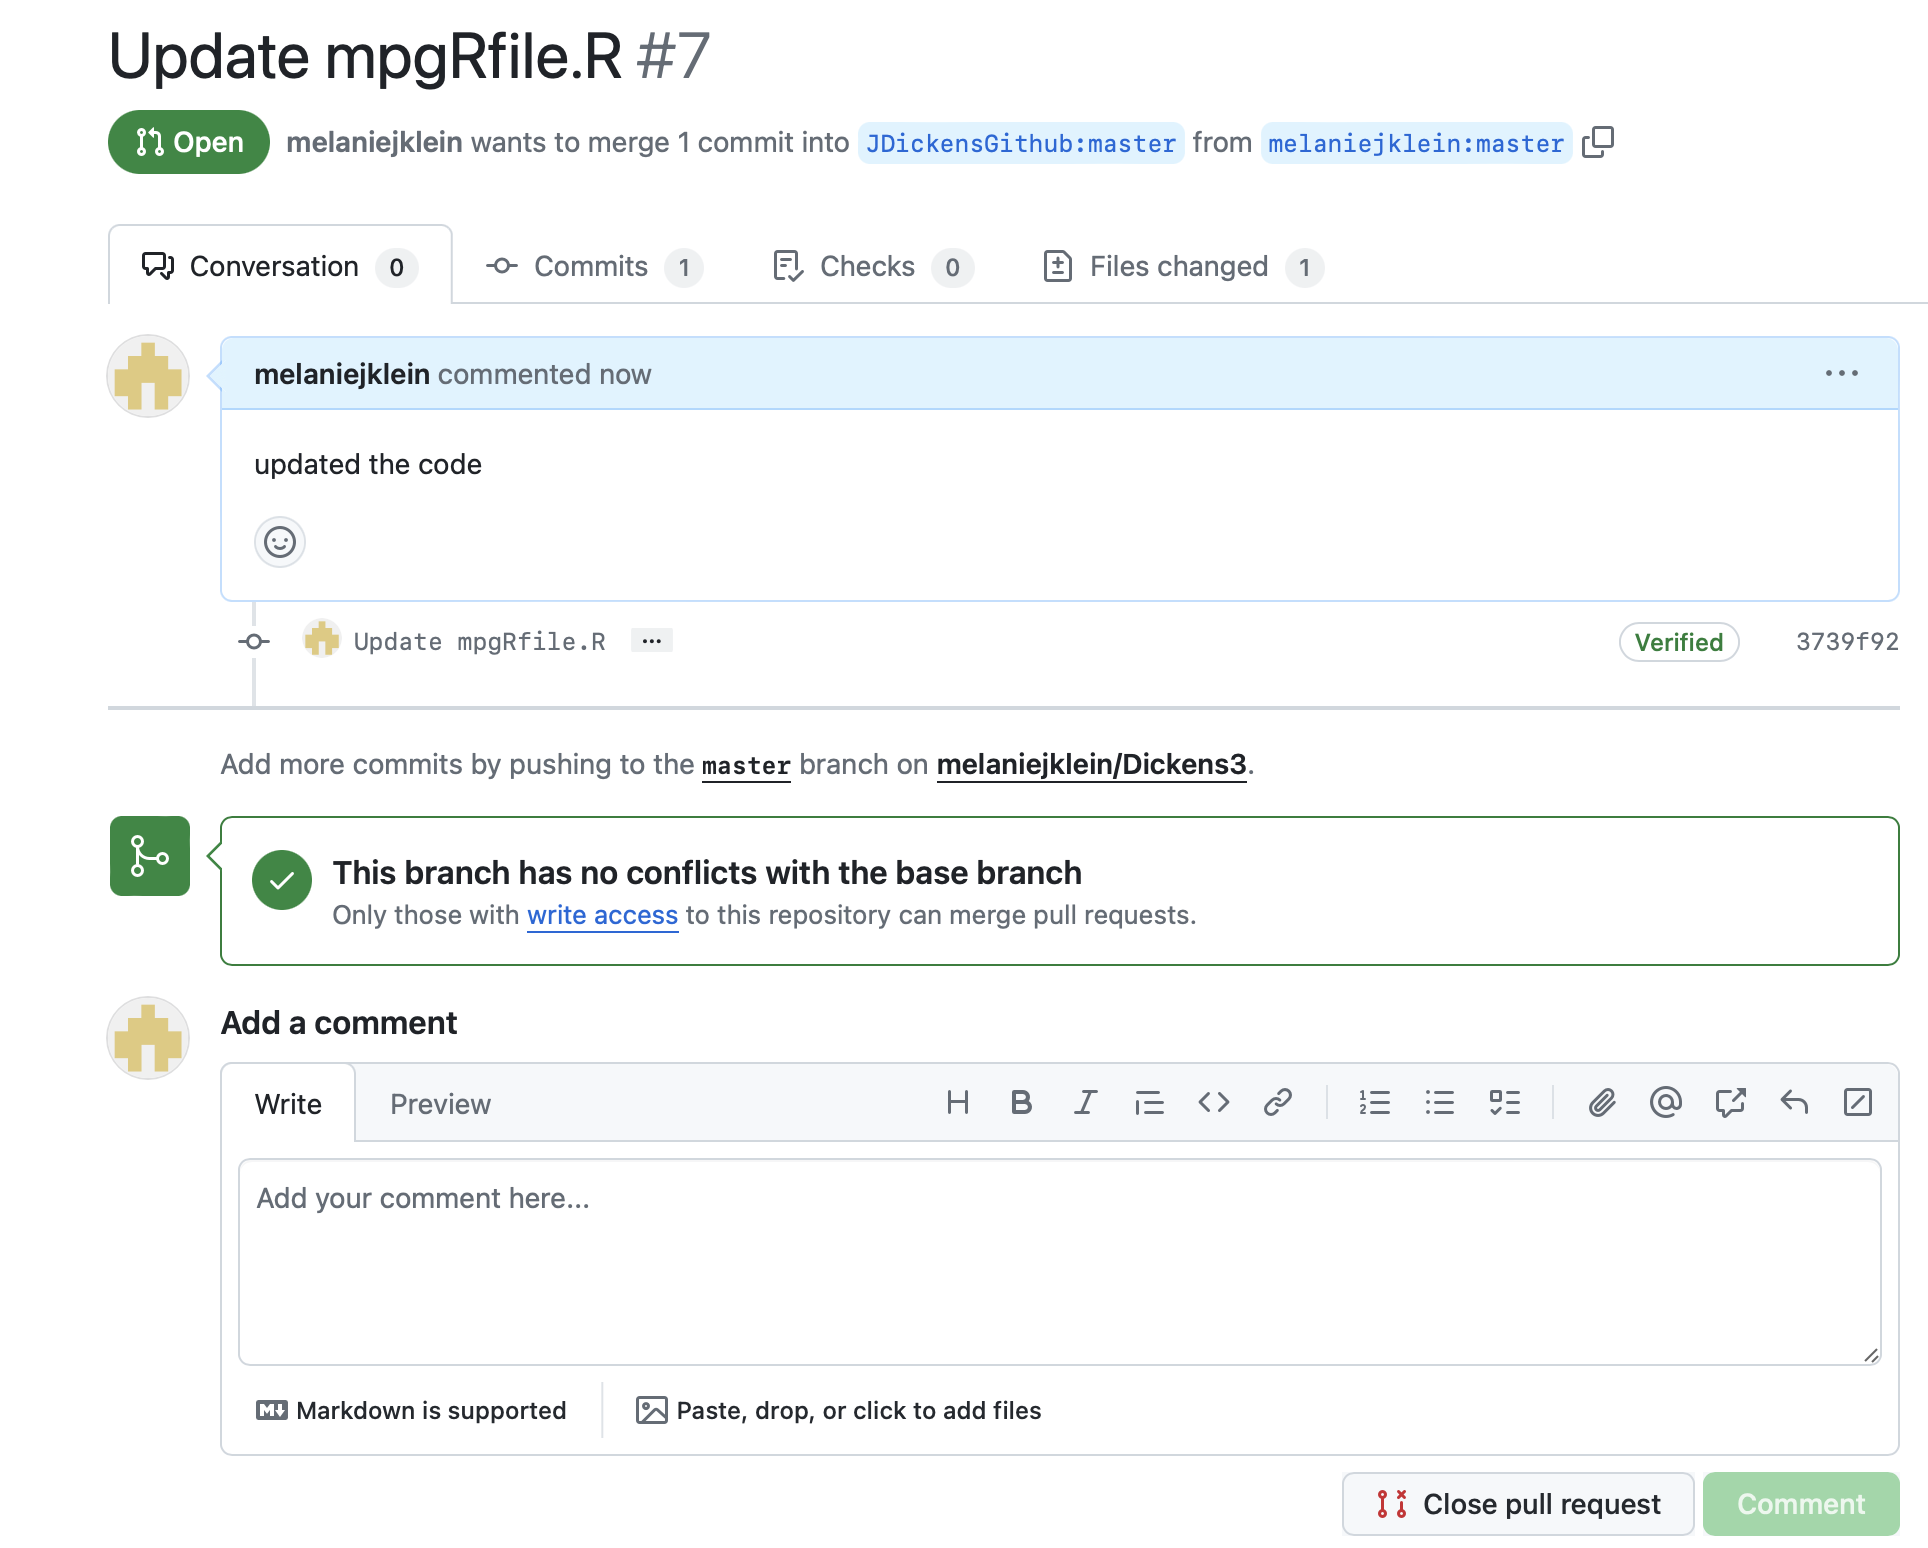 Update mpgRfile.R #7
Open melaniejklein wants to merge 1 commit into JDickensGithub:master from melaniejklein:master
Conversation 0 Commits 1 Checks 0 Files changed 1
melaniejklein commented now
updated the code
Update mpgRfile.R ... Verified 3739f92
Add more commits by pushing to the master branch on melaniejklein/Dickens3.
This branch has no conflicts with the base branch
Only those with write access to this repository can merge pull requests.
Add a comment
Write Preview
Add your comment here...
Markdown is supported Paste, drop, or click to add files
Close pull request Comment